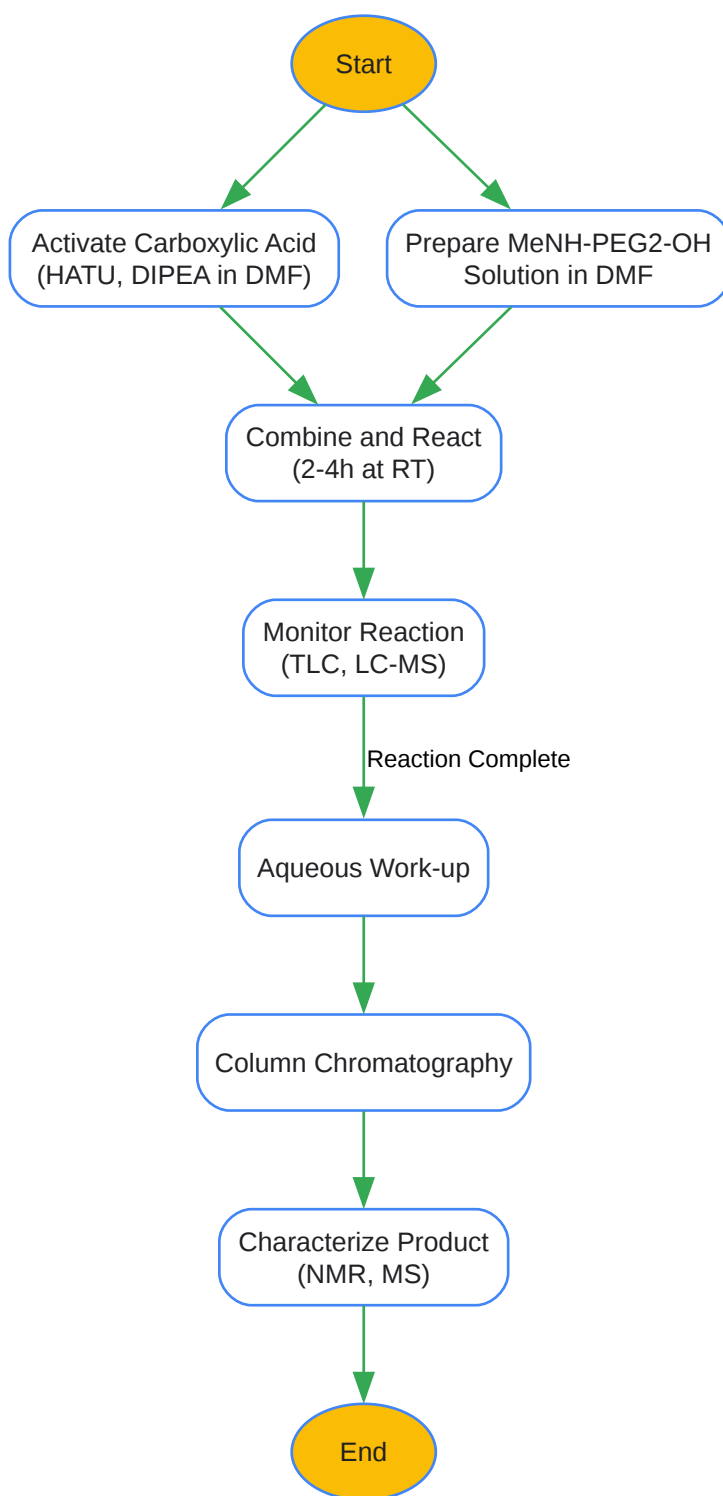 Start
Activate Carboxylic Acid
(HATU, DIPEA in DMF)
Prepare MeNH-PEG2-OH
Solution in DMF
Combine and React
(2-4h at RT)
Monitor Reaction
(TLC, LC-MS)
Reaction Complete
Aqueous Work-up
Column Chromatography
Characterize Product
(NMR, MS)
End